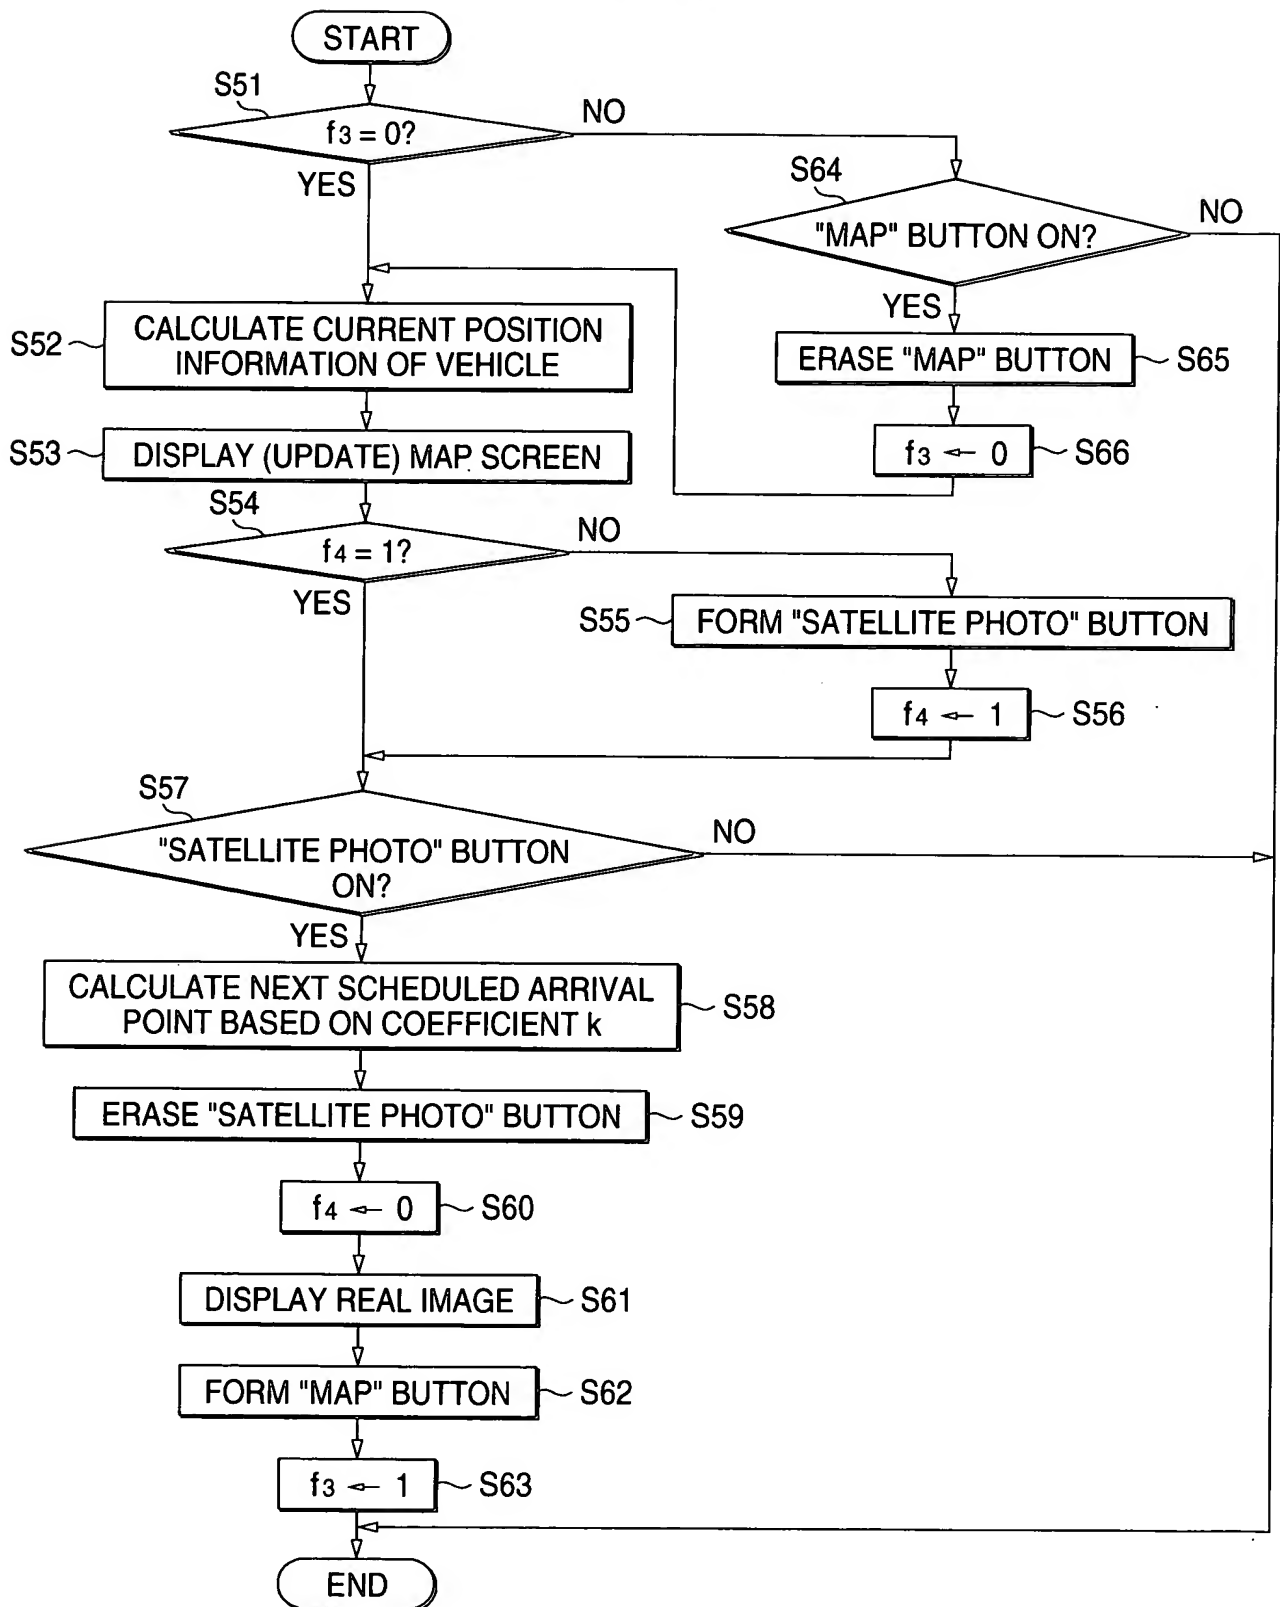 START
S51
f3 = 0?
NO
YES
S64
"MAP" BUTTON ON?
NO
YES
S52
CALCULATE CURRENT POSITION
INFORMATION OF VEHICLE
ERASE "MAP" BUTTON
S65
S53
DISPLAY (UPDATE) MAP SCREEN
f3 ← 0
S66
S54
f4 = 1?
NO
YES
S55
FORM "SATELLITE PHOTO" BUTTON
f4 ← 1
S56
S57
"SATELLITE PHOTO" BUTTON
ON?
NO
YES
CALCULATE NEXT SCHEDULED ARRIVAL
POINT BASED ON COEFFICIENT k
S58
ERASE "SATELLITE PHOTO" BUTTON
S59
f4 ← 0
S60
DISPLAY REAL IMAGE
S61
FORM "MAP" BUTTON
S62
f3 ← 1
S63
END